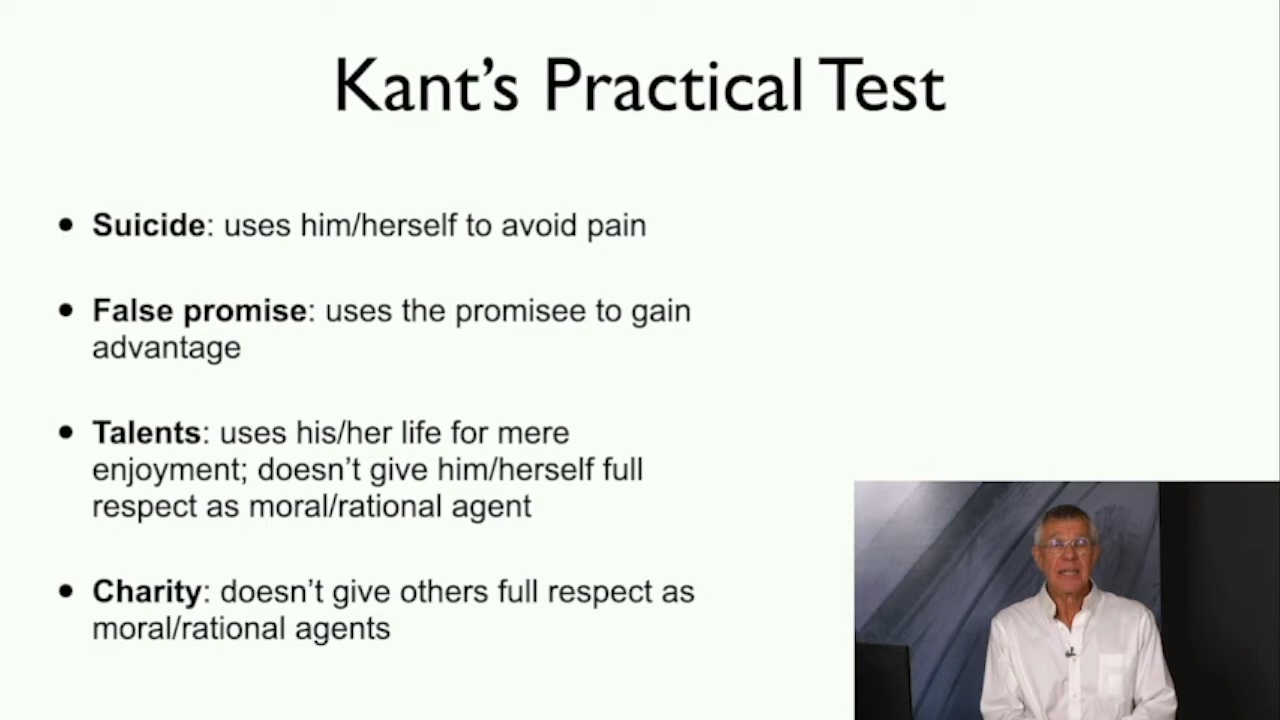 Kant’s Practical Test
• Suicide: uses him/herself to avoid pain
• False promise: uses the promisee to gain
advantage
• Talents: uses his/her life for mere
enjoyment; doesn’t give him/herself full
respect as moral/rational agent
• Charity: doesn’t give others full respect as
moral/rational agents